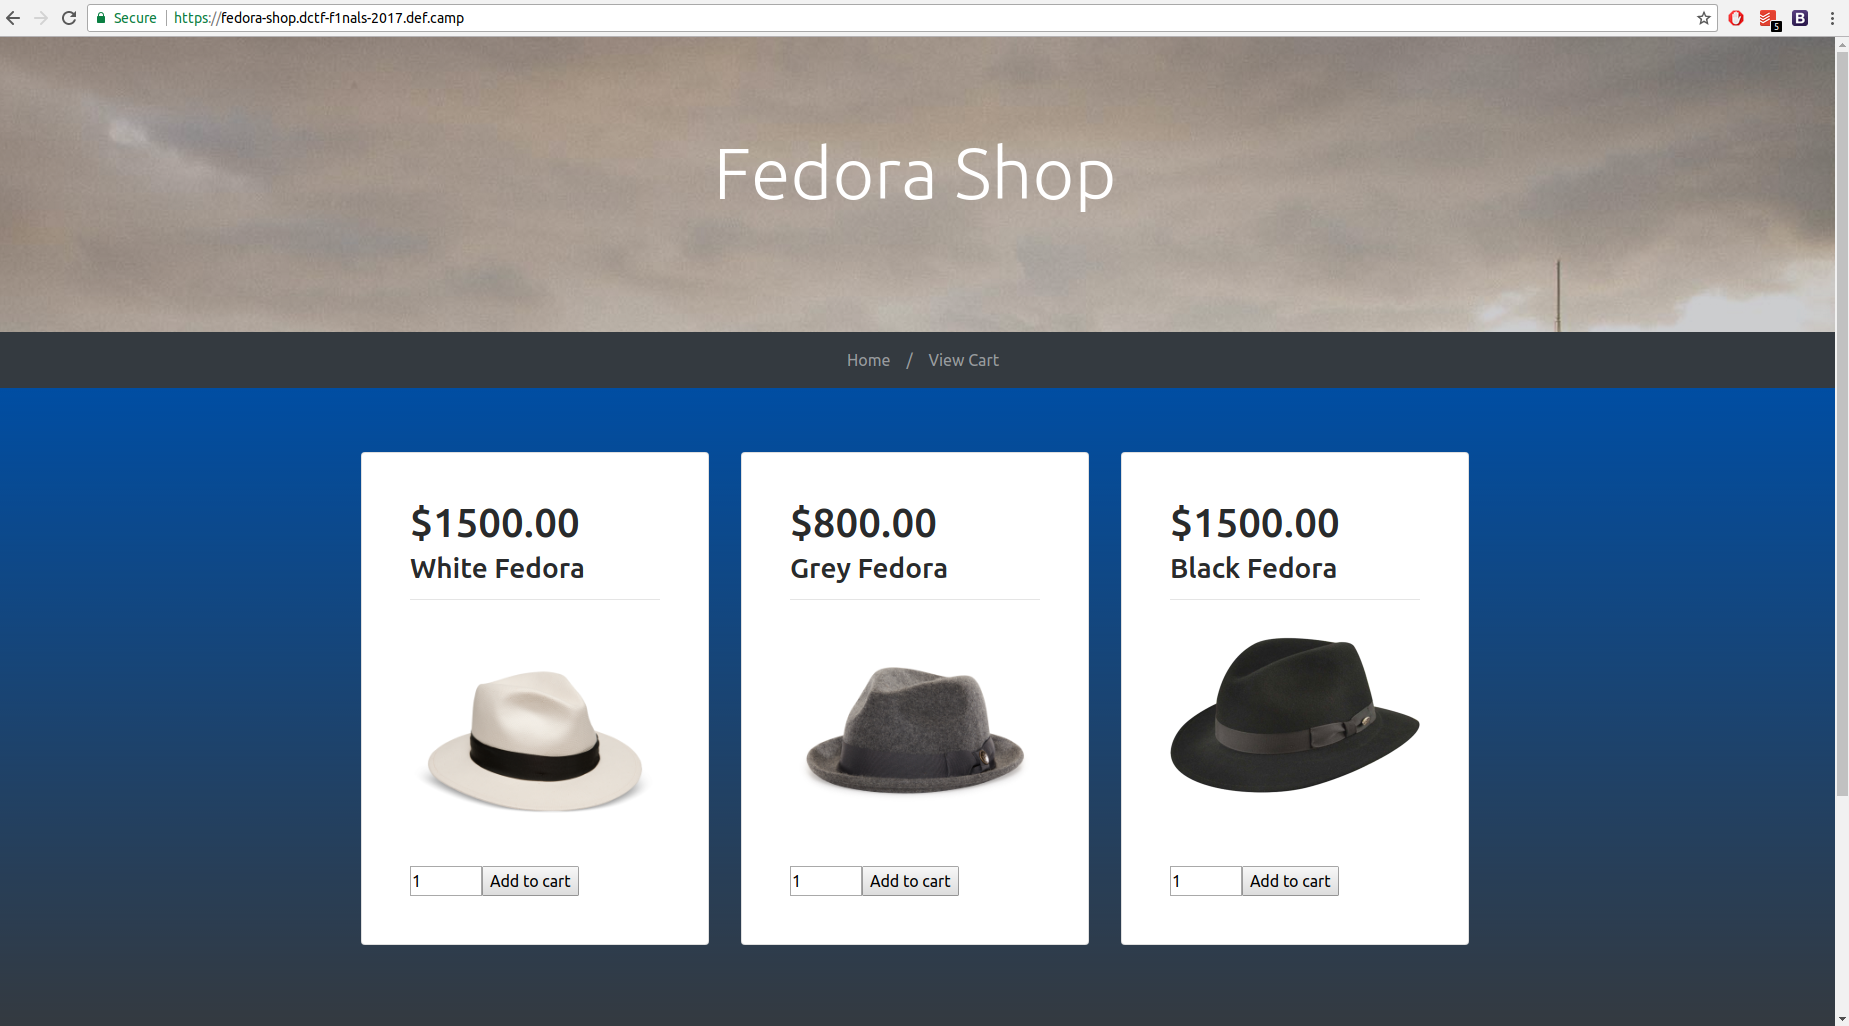 Secure https://fedora-shop.dctf-f1nals-2017.def.camp
5
B
Fedora Shop
Home / View Cart
$1500.00
White Fedora
1 Add to cart
$800.00
Grey Fedora
1 Add to cart
$1500.00
Black Fedora
1 Add to cart